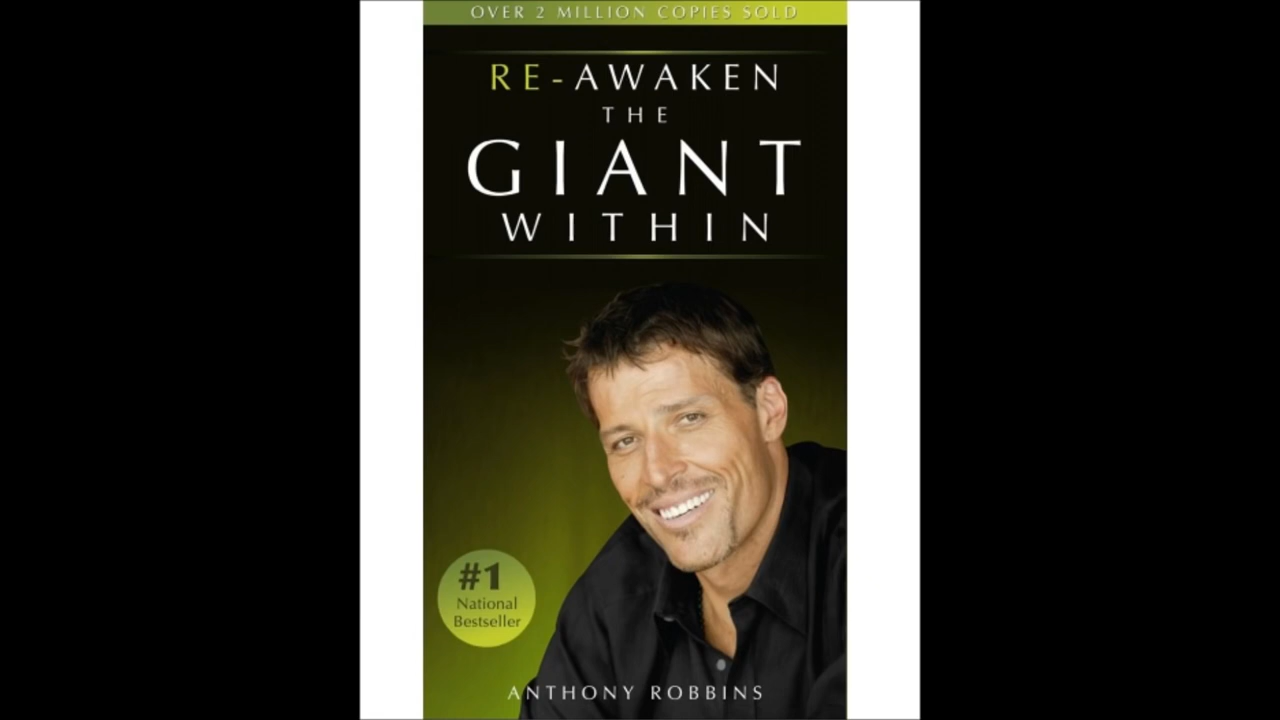 OVER 2 MILLION COPIES SOLD
RE-AWAKEN
THE
GIANT
WITHIN
#1
National
Bestseller
ANTHONY ROBBINS